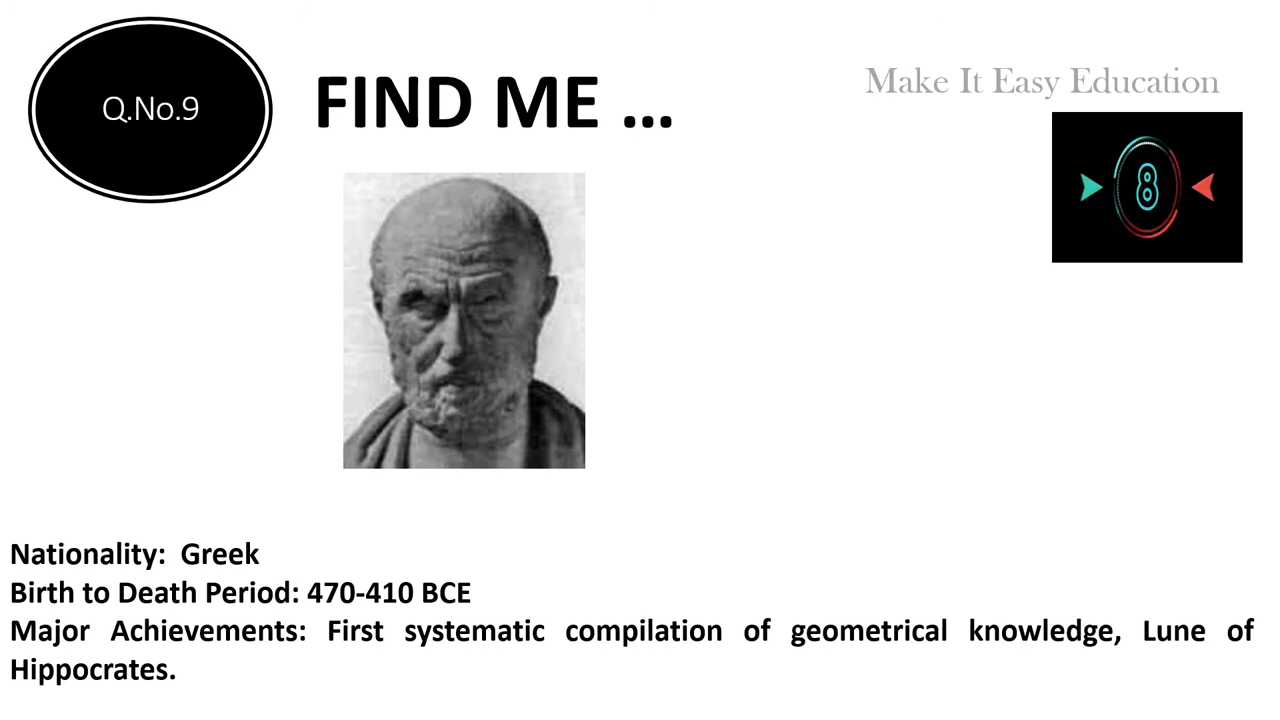 Q.No.9
FIND ME ...
Make It Easy Education
8
Nationality: Greek
Birth to Death Period: 470-410 BCE
Major Achievements: First systematic compilation of geometrical knowledge, Lune of
Hippocrates.